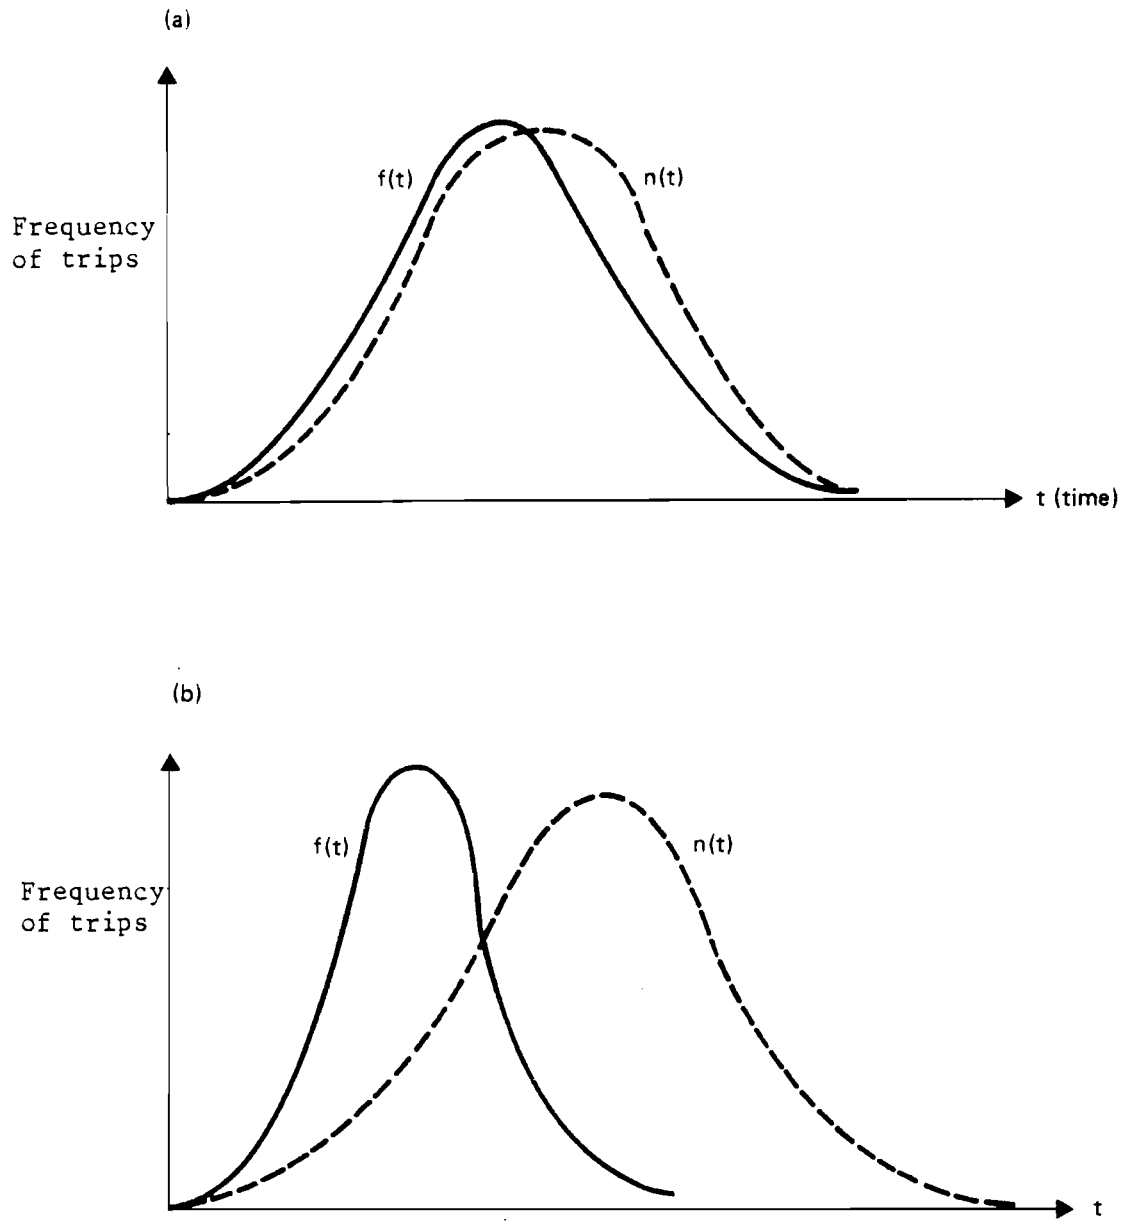 (a)
f(t)
n(t)
Frequency
of trips
t (time)
(b)
f(t)
n(t)
Frequency
of trips
t